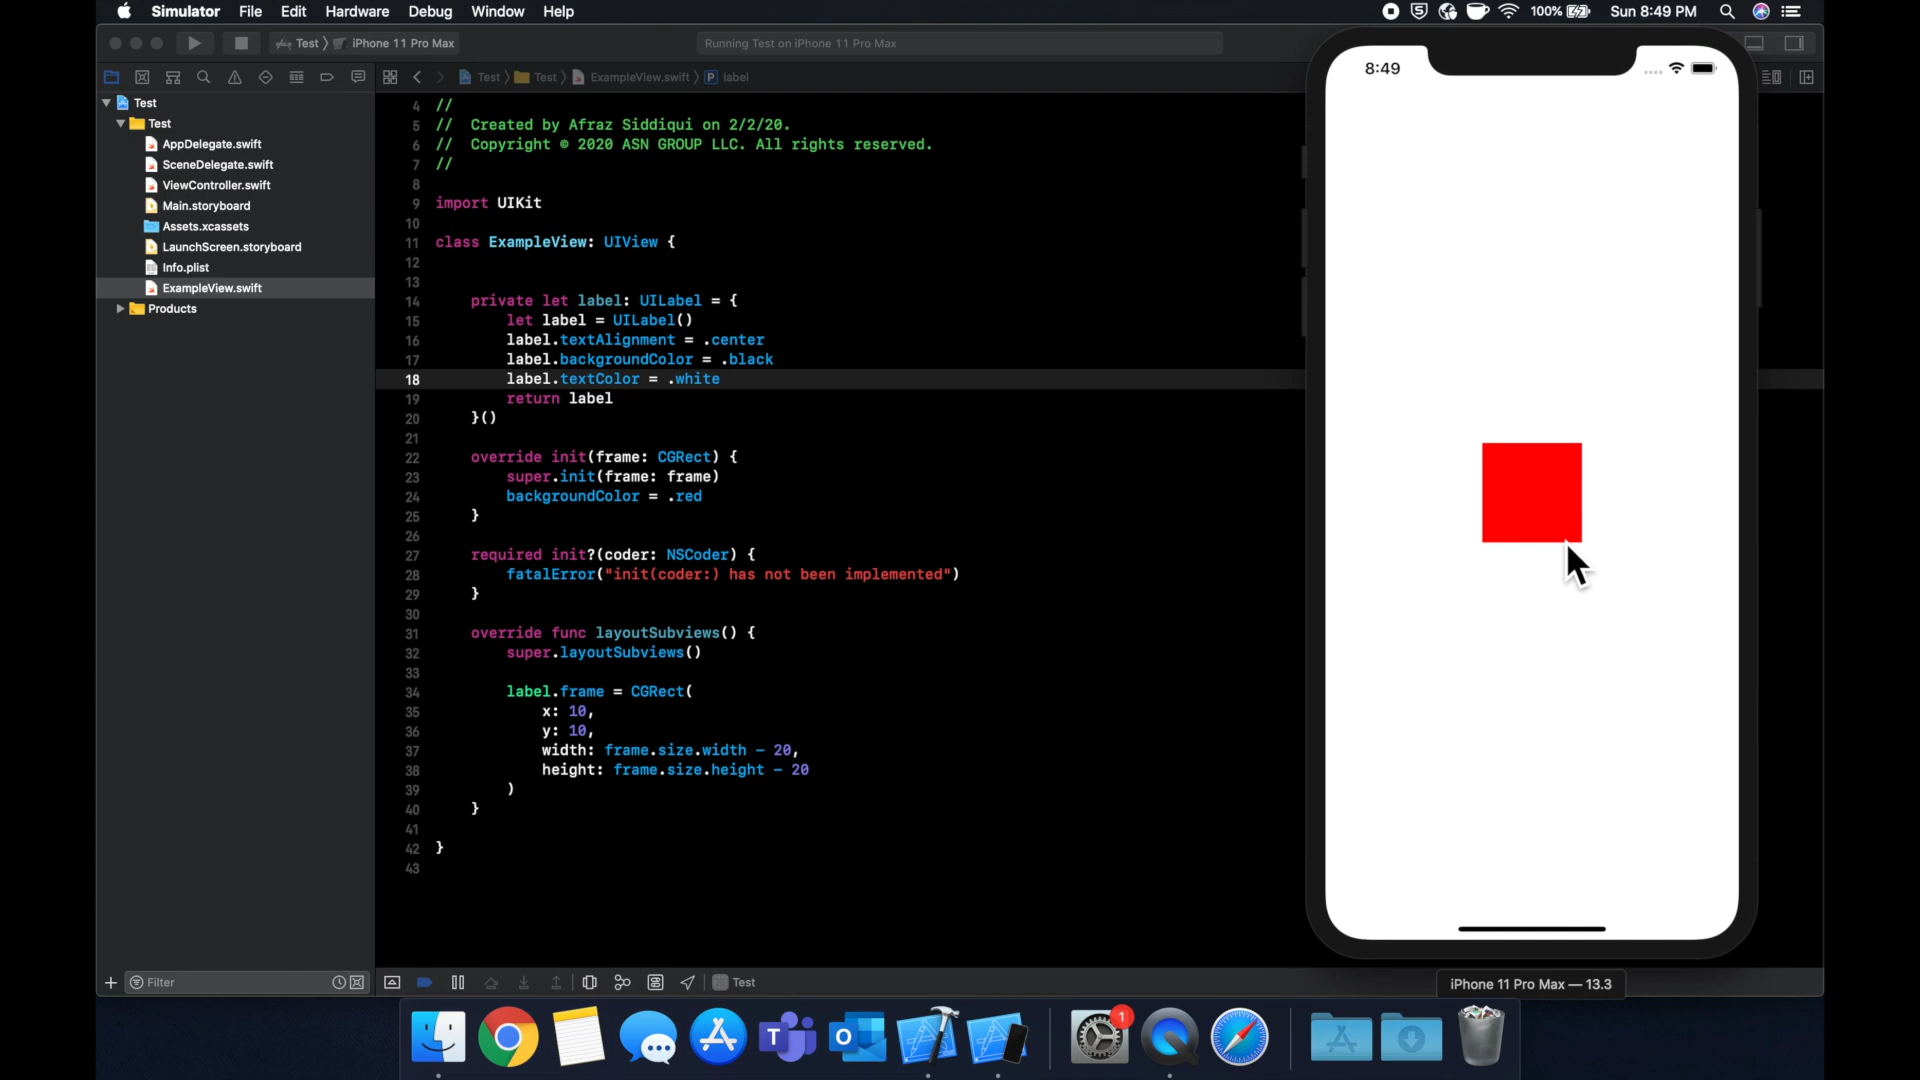 Simulator File Edit Hardware Debug Window Help
100% Sun 8:49 PM
Test iPhone 11 Pro Max
Running Test on iPhone 11 Pro Max
Test Test ExampleView.swift P label
Test
Test
AppDelegate.swift
SceneDelegate.swift
ViewController.swift
Main.storyboard
Assets.xcassets
LaunchScreen.storyboard
Info.plist
ExampleView.swift
Products
4 //
5 // Created by Afraz Siddiqui on 2/2/20.
6 // Copyright © 2020 ASN GROUP LLC. All rights reserved.
7 //
8
9 import UIKit
10
11 class ExampleView: UIView {
12
13
14 private let label: UILabel = {
15 let label = UILabel()
16 label.textAlignment = .center
17 label.backgroundColor = .black
18 label.textColor = .white
19 return label
20 }()
21
22 override init(frame: CGRect) {
23 super.init(frame: frame)
24 backgroundColor = .red
25 }
26
27 required init?(coder: NSCoder) {
28 fatalError("init(coder:) has not been implemented")
29 }
30
31 override func layoutSubviews() {
32 super.layoutSubviews()
33
34 label.frame = CGRect(
35 x: 10,
36 y: 10,
37 width: frame.size.width - 20,
38 height: frame.size.height - 20
39 )
40 }
41
42 }
43
8:49
Filter
Test
iPhone 11 Pro Max — 13.3
T
O
1